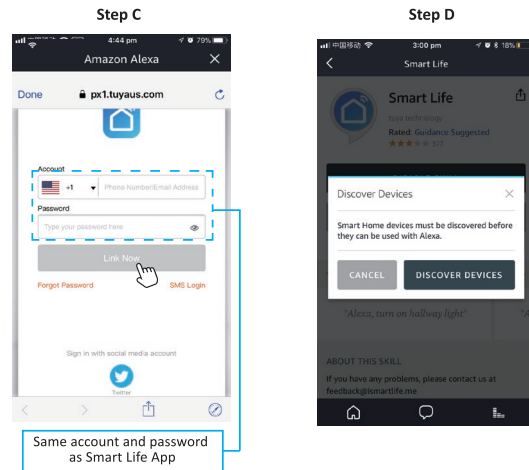 Step C
4:44 pm
79%
Amazon Alexa
Done
px1.tuyaus.com
Account
+1
Phone Number/Email Address
Password
Type your password here
Link Now
Forgot Password
SMS Login
Sign in with social media account
Twitter
Same account and password
as Smart Life App
Step D
中国移动
3:00 pm
18%
Smart Life
Smart Life
tuya technology
Rated: Guidance Suggested
377
Discover Devices
Smart Home devices must be discovered before
they can be used with Alexa.
CANCEL
DISCOVER DEVICES
"Alexa, turn on hallway light"
"A
ABOUT THIS SKILL
If you have any problems, please contact us at
feedback@ismartlife.me